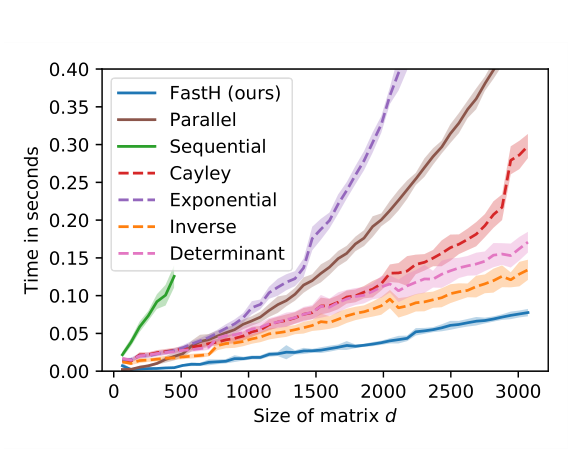 0.40
0.35
0.30
0.25
0.20
0.15
0.10
0.05
0.00
Time in seconds
FastH (ours)
Parallel
Sequential
Cayley
Exponential
Inverse
Determinant
0 500 1000 1500 2000 2500 3000
Size of matrix d